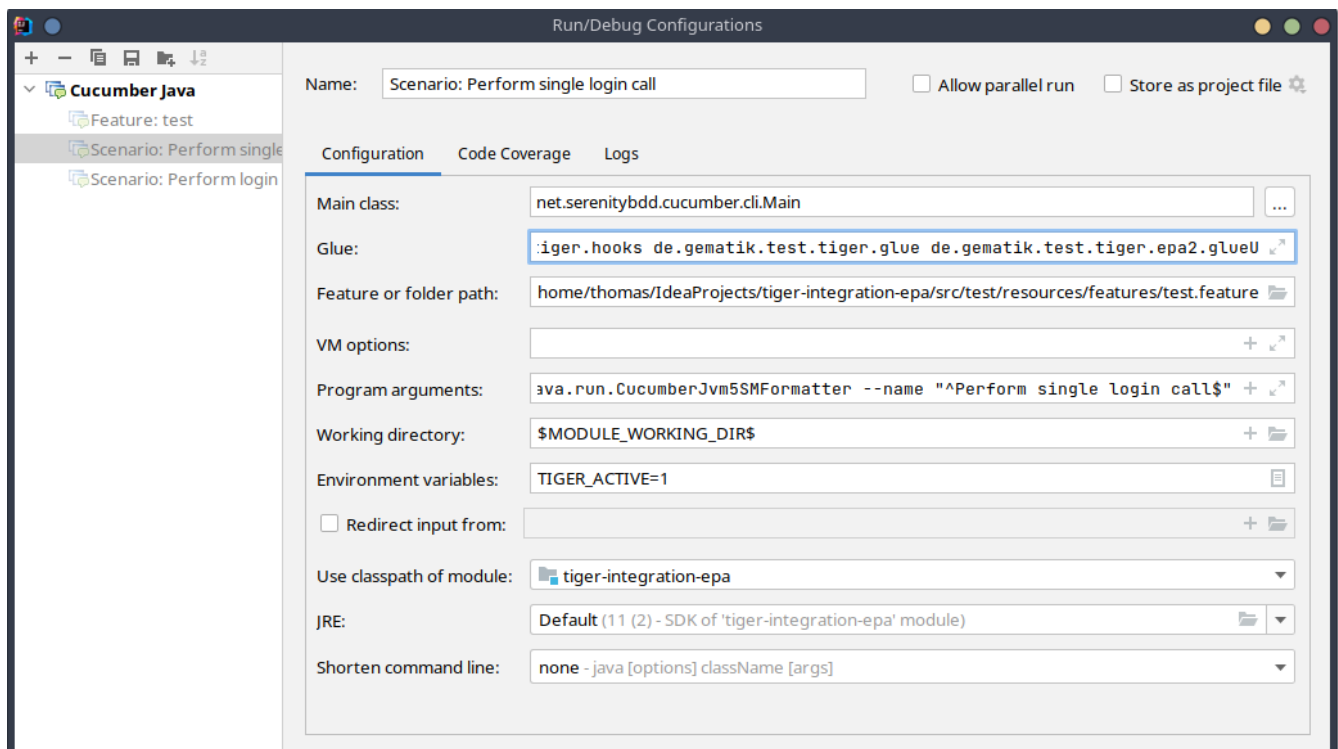 Run/Debug Configurations
Cucumber Java
Feature: test
Scenario: Perform single
Scenario: Perform login
Name: Scenario: Perform single login call Allow parallel run Store as project file
Configuration Code Coverage Logs
Main class: net.serenitybdd.cucumber.cli.Main ...
Glue: :iger.hooks de.gematik.test.tiger.glue de.gematik.test.tiger.epa2.glueU
Feature or folder path: home/thomas/IdeaProjects/tiger-integration-epa/src/test/resources/features/test.feature
VM options:
Program arguments: ava.run.CucumberJvm5SMFormatter --name "^Perform single login call$"
Working directory: $MODULE_WORKING_DIR$
Environment variables: TIGER_ACTIVE=1
Redirect input from:
Use classpath of module: tiger-integration-epa
JRE: Default (11 (2) - SDK of 'tiger-integration-epa' module)
Shorten command line: none - java [options] className [args]